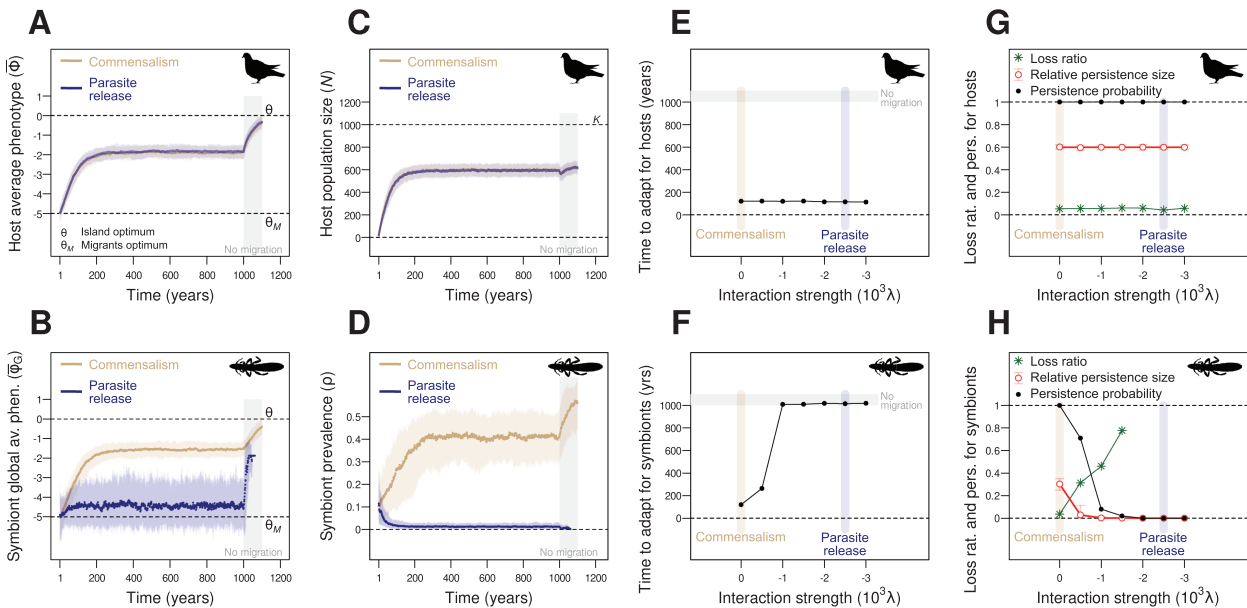 A
Host average phenotype (Φ̅)
Commensalism
Parasite
release
1
0
-1
-2
-3
-4
-5
θ
θM
θ Island optimum
θM Migrants optimum
No migration
1 200 400 600 800 1000 1200
Time (years)
C
Host population size (N)
Commensalism
Parasite
release
1200
1000
800
600
400
200
0
K
No migration
1 200 400 600 800 1000 1200
Time (years)
E
Time to adapt for hosts (years)
1000
800
600
400
200
0
No
migration
Commensalism
Parasite
release
0 -1 -2 -3
Interaction strength (10³λ)
G
Loss rat. and pers. for hosts
Loss ratio
Relative persistence size
Persistence probability
1
0.8
0.6
0.4
0.2
0
Commensalism
Parasite
release
0 -1 -2 -3
Interaction strength (10³λ)
B
Symbiont global av. phen. (φ̅G)
Commensalism
Parasite
release
1
0
-1
-2
-3
-4
-5
θ
θM
No migration
1 200 400 600 800 1000 1200
Time (years)
D
Symbiont prevalence (ρ)
Commensalism
Parasite
release
0.5
0.4
0.3
0.2
0.1
0
No migration
1 200 400 600 800 1000 1200
Time (years)
F
Time to adapt for symbionts (yrs)
1000
800
600
400
200
0
No
migration
Commensalism
Parasite
release
0 -1 -2 -3
Interaction strength (10³λ)
H
Loss rat. and pers. for symbionts
Loss ratio
Relative persistence size
Persistence probability
1
0.8
0.6
0.4
0.2
0
Commensalism
Parasite
release
0 -1 -2 -3
Interaction strength (10³λ)